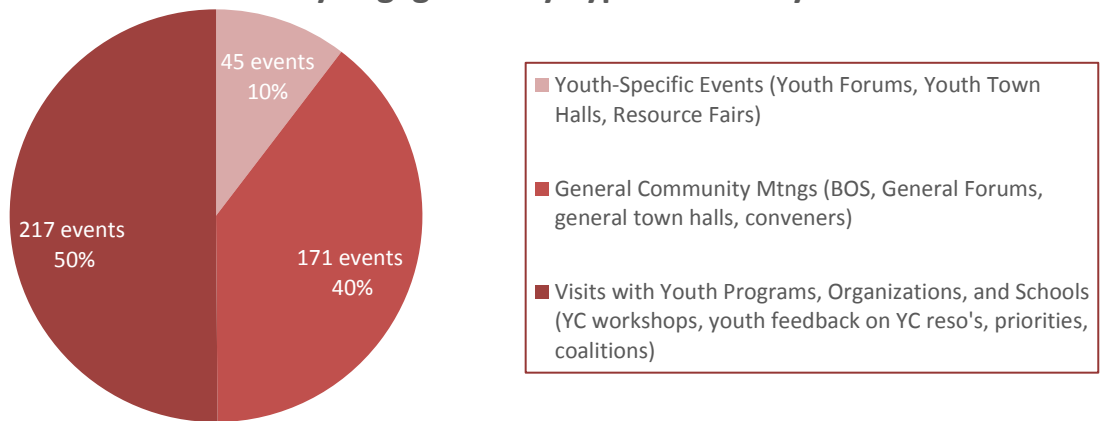 45 events
10%
171 events
40%
217 events
50%
Youth-Specific Events (Youth Forums, Youth Town
Halls, Resource Fairs)
General Community Mtngs (BOS, General Forums,
general town halls, conveners)
Visits with Youth Programs, Organizations, and Schools
(YC workshops, youth feedback on YC reso's, priorities,
coalitions)